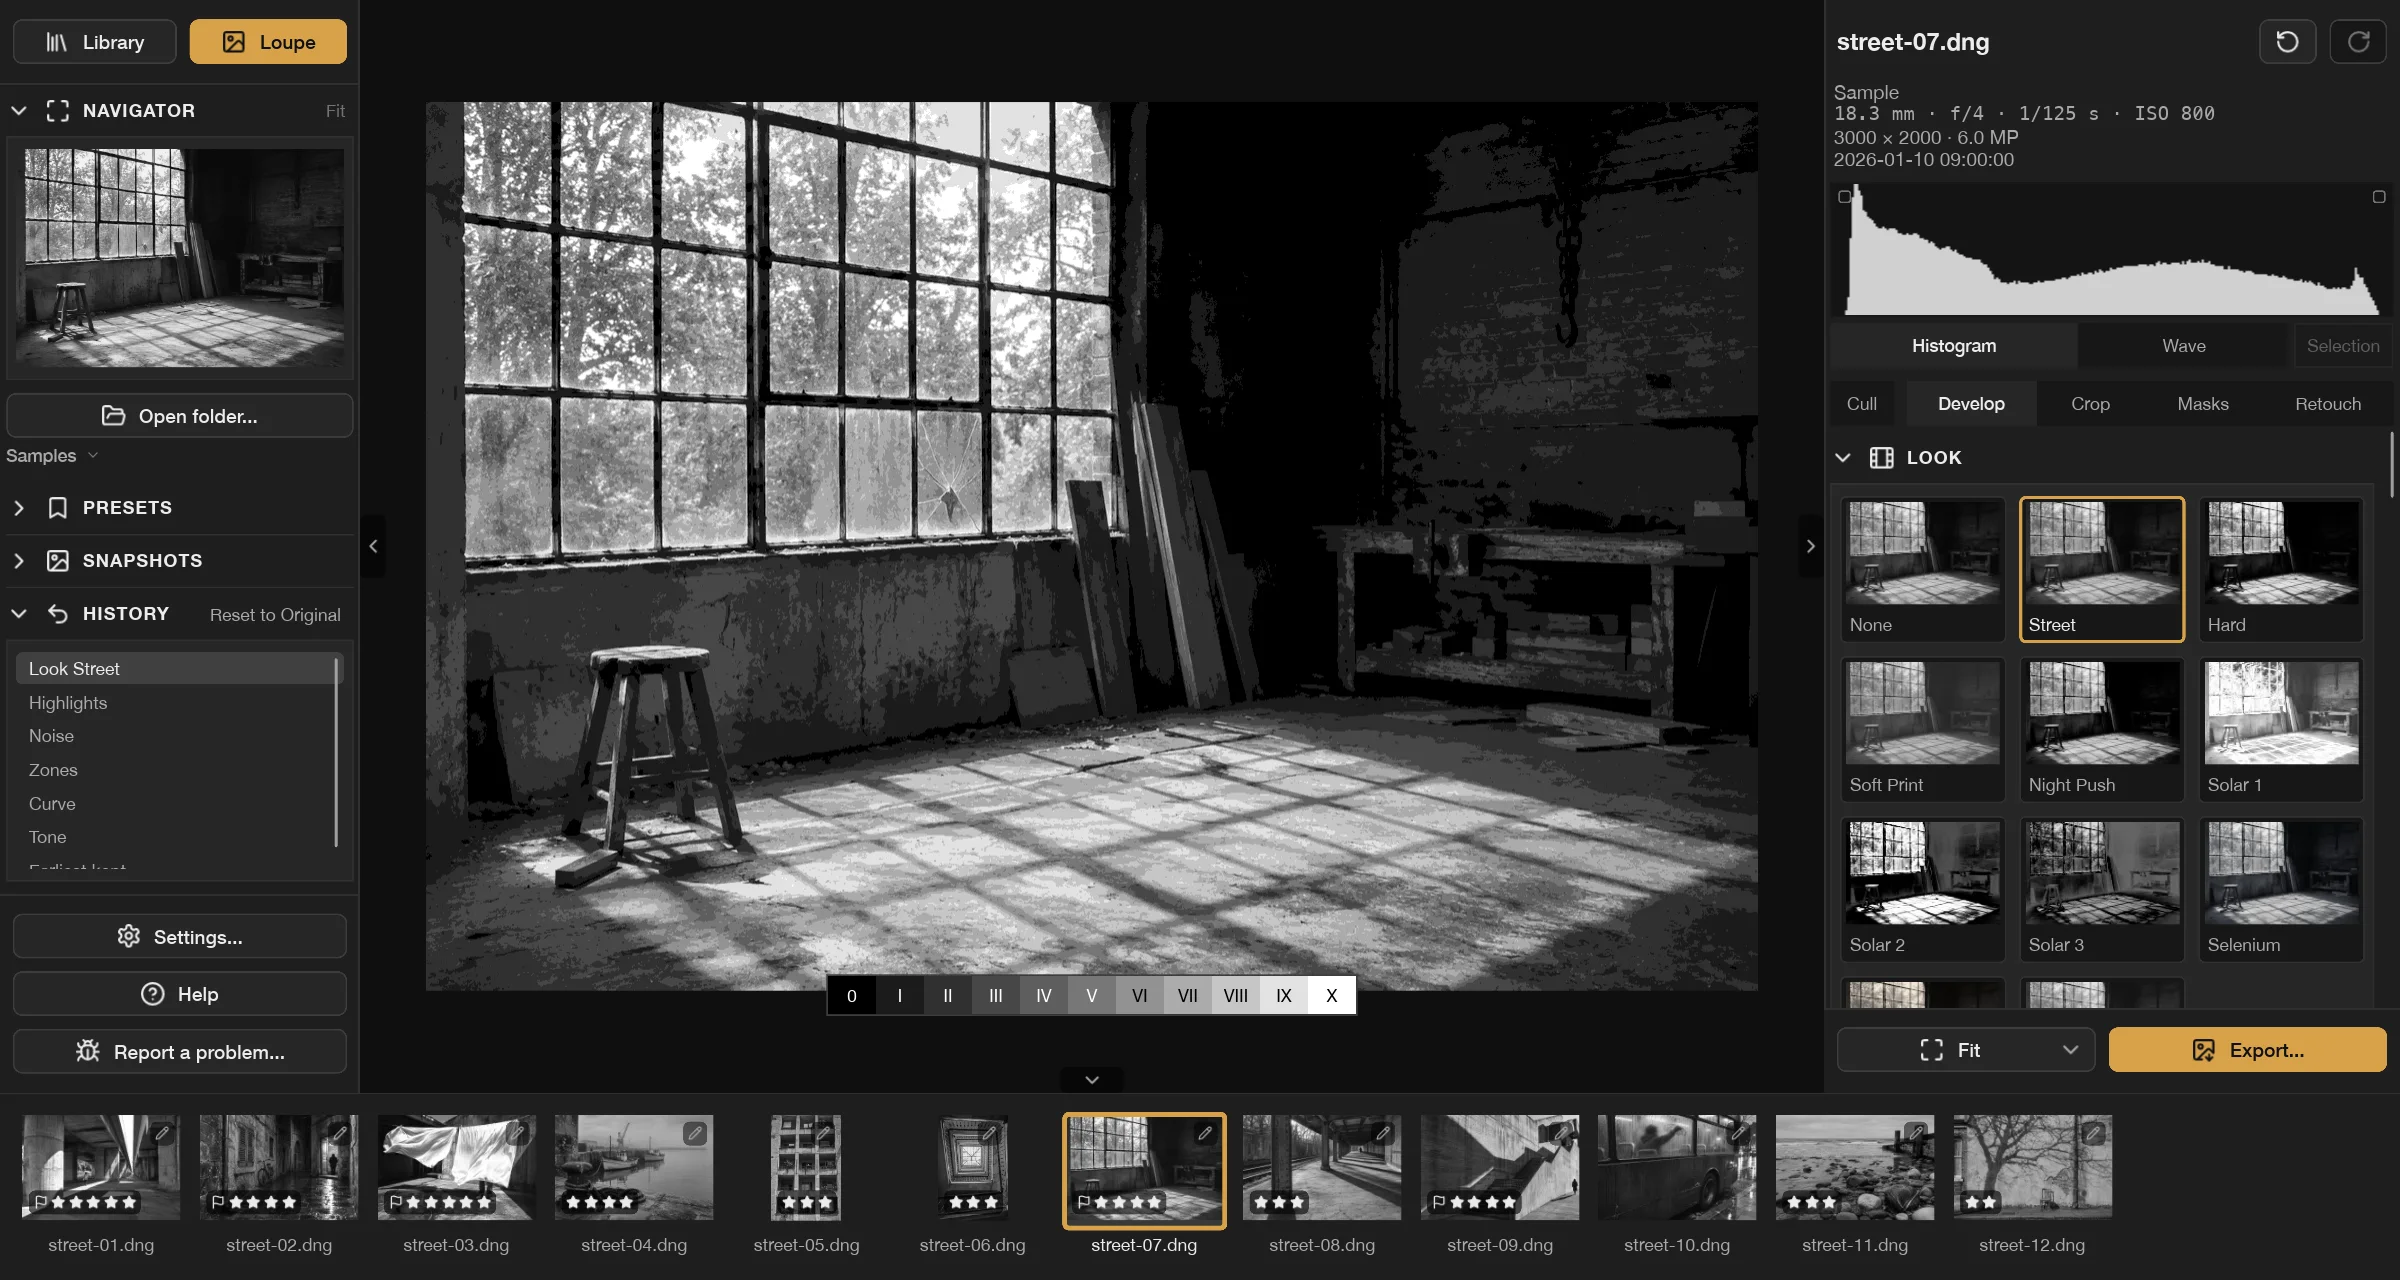 Library
Loupe
NAVIGATOR
Fit
Open folder...
Samples
PRESETS
SNAPSHOTS
HISTORY
Reset to Original
Look Street
Highlights
Noise
Zones
Curve
Tone
Settings...
Help
Report a problem...
0 I II III IV V VI VII VIII IX X
street-07.dng
Sample
18.3 mm · f/4 · 1/125 s · ISO 800
3000 × 2000 · 6.0 MP
2026-01-10 09:00:00
Histogram Wave Selection
Cull Develop Crop Masks Retouch
LOOK
None Street Hard
Soft Print Night Push Solar 1
Solar 2 Solar 3 Selenium
Fit
Export...
street-01.dng street-02.dng street-03.dng street-04.dng street-05.dng street-06.dng street-07.dng street-08.dng street-09.dng street-10.dng street-11.dng street-12.dng